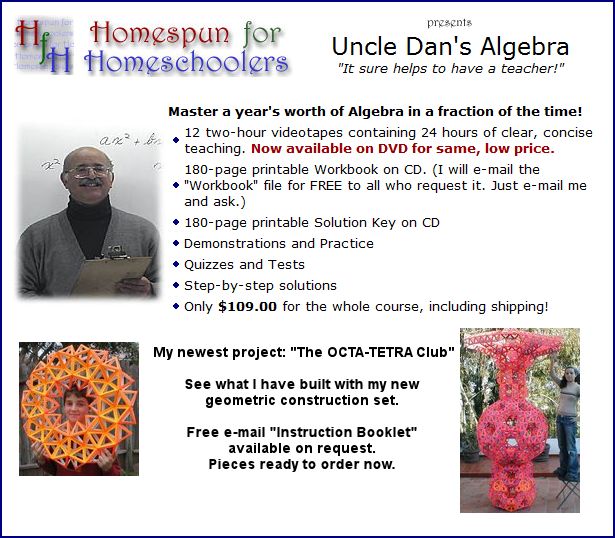 HfH
Homespun for
Homeschoolers
presents
Uncle Dan's Algebra
"It sure helps to have a teacher!"
Master a year's worth of Algebra in a fraction of the time!
12 two-hour videotapes containing 24 hours of clear, concise
teaching. Now available on DVD for same, low price.
180-page printable Workbook on CD. (I will e-mail the
"Workbook" file for FREE to all who request it. Just e-mail me
and ask.)
180-page printable Solution Key on CD
Demonstrations and Practice
Quizzes and Tests
Step-by-step solutions
Only $109.00 for the whole course, including shipping!
ax² +
x²
My newest project: "The OCTA-TETRA Club"
See what I have built with my new
geometric construction set.
Free e-mail "Instruction Booklet"
available on request.
Pieces ready to order now.